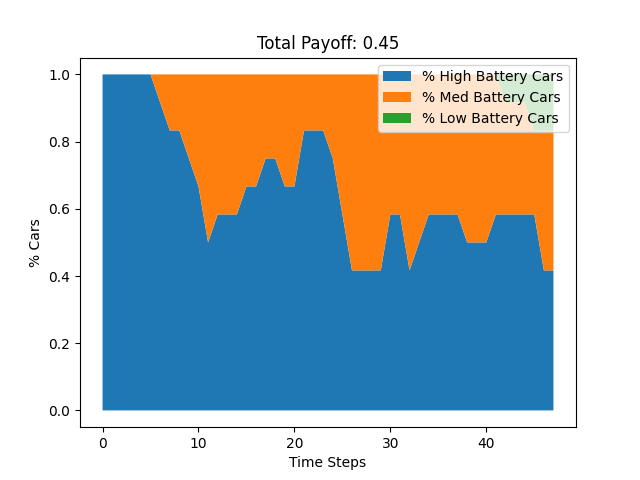 Total Payoff: 0.45
% High Battery Cars
% Med Battery Cars
% Low Battery Cars
1.0
0.8
0.6
0.4
0.2
0.0
% Cars
0
10
20
30
40
Time Steps